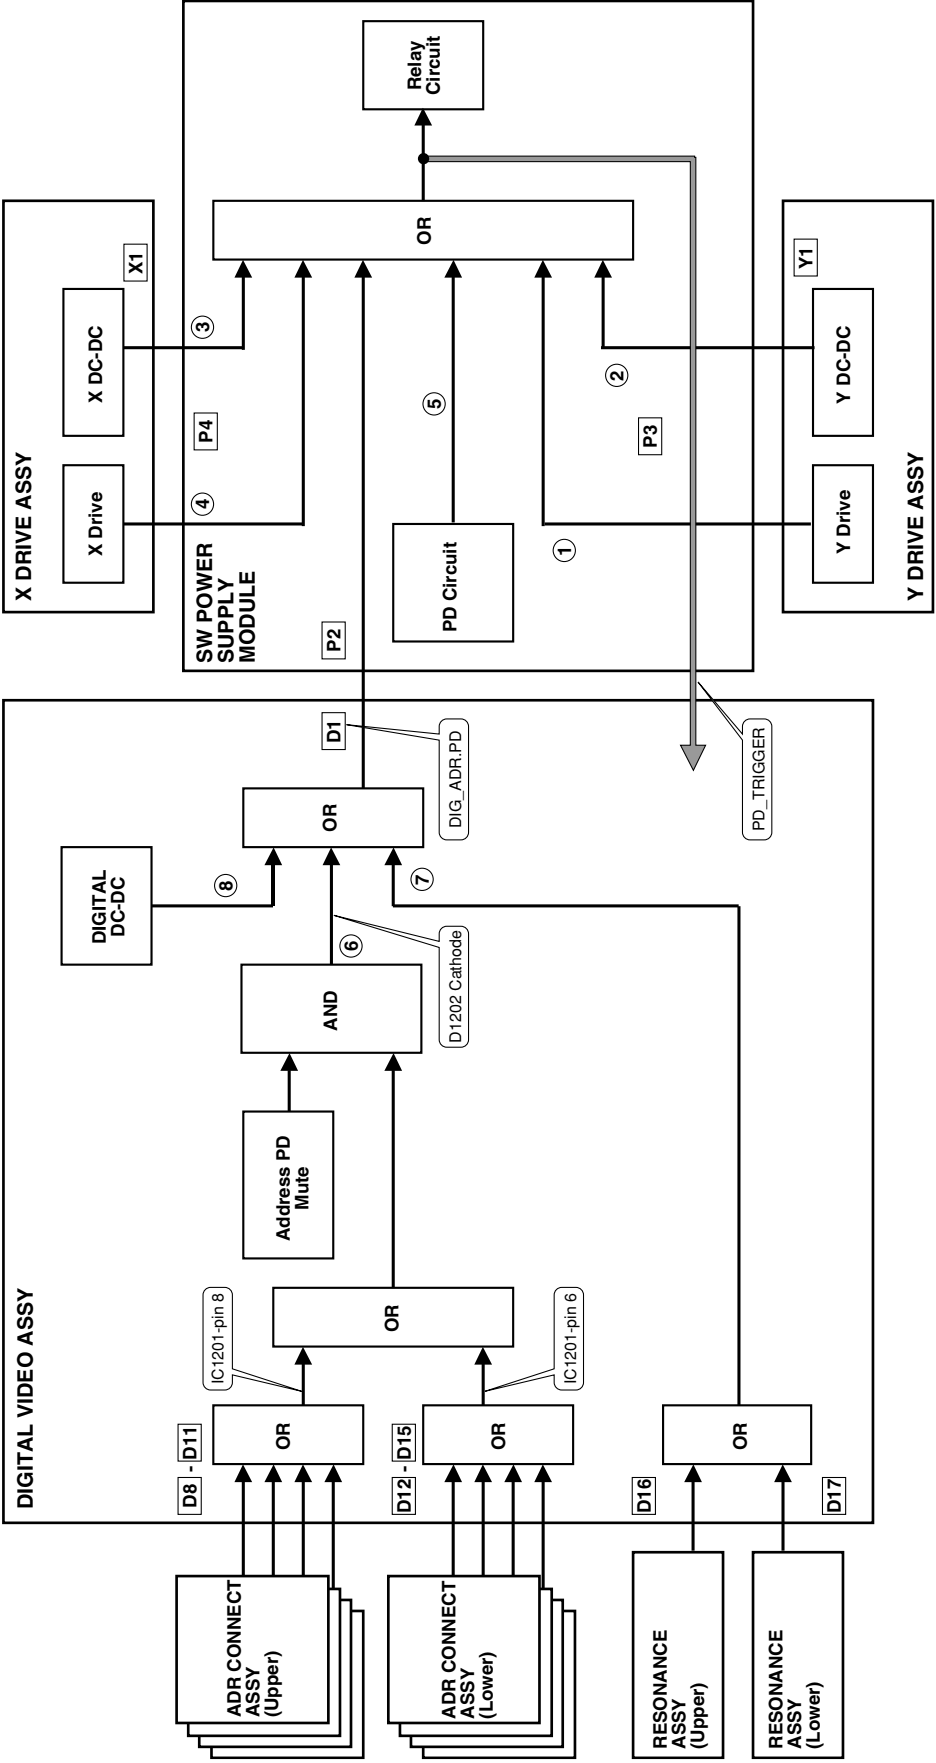 DIGITAL VIDEO ASSY
ADR CONNECT
ASSY
(Upper)
D8 - D11
OR
IC1201-pin 8
ADR CONNECT
ASSY
(Lower)
D12 - D15
OR
IC1201-pin 6
OR
Address PD
Mute
AND
6
D1202 Cathode
DIGITAL
DC-DC
8
OR
7
D1
DIG_ADR.PD
RESONANCE
ASSY
(Upper)
D16
RESONANCE
ASSY
(Lower)
D17
OR
PD_TRIGGER
X DRIVE ASSY
X Drive
X DC-DC
X1
SW POWER
SUPPLY
MODULE
P2
4
P4
3
PD Circuit
5
1
P3
2
OR
Relay
Circuit
Y Drive
Y DC-DC
Y1
Y DRIVE ASSY